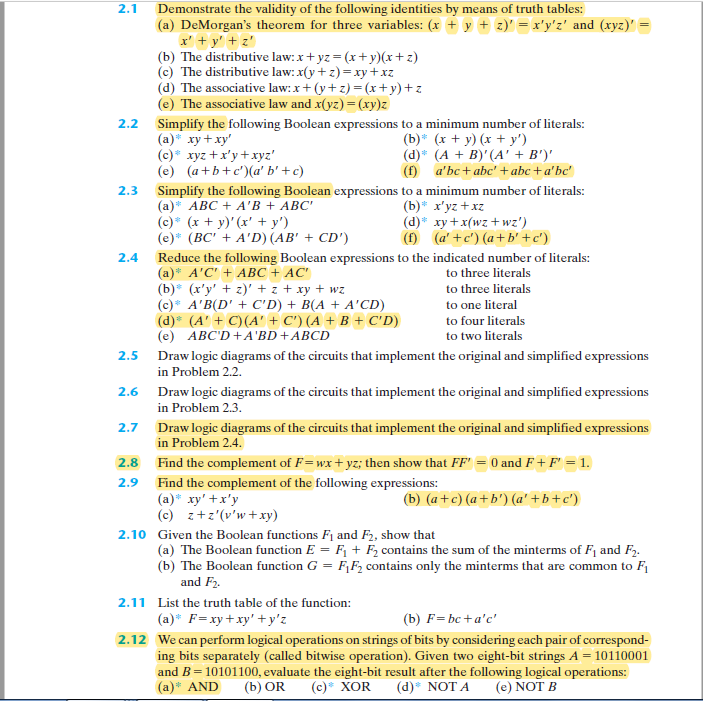 2.1 Demonstrate the validity of the following identities by means of truth tables:
(a) DeMorgan's theorem for three variables: (x + y + z)′ = x′y′z′ and (xyz)′ =
x′ + y′ + z′
(b) The distributive law: x + yz = (x + y)(x + z)
(c) The distributive law: x(y + z) = xy + xz
(d) The associative law: x + (y + z) = (x + y) + z
(e) The associative law and x(yz) = (xy)z
2.2 Simplify the following Boolean expressions to a minimum number of literals:
(a)* xy + xy′ (b)* (x + y) (x + y′)
(c)* xyz + x′y + xyz′ (d)* (A + B)′ (A′ + B′)′
(e) (a + b + c′)(a′ b′ + c) (f) a′bc + abc′ + abc + a′bc′
2.3 Simplify the following Boolean expressions to a minimum number of literals:
(a)* ABC + A′B + ABC′ (b)* x′yz + xz
(c)* (x + y)′ (x′ + y′) (d)* xy + x(wz + wz′)
(e)* (BC′ + A′D) (AB′ + CD′) (f) (a′ + c′) (a + b′ + c′)
2.4 Reduce the following Boolean expressions to the indicated number of literals:
(a)* A′C′ + ABC + AC′ to three literals
(b)* (x′y′ + z)′ + z + xy + wz to three literals
(c)* A′B(D′ + C′D) + B(A + A′CD) to one literal
(d)* (A′ + C) (A′ + C′) (A + B + C′D) to four literals
(e) ABC′D + A′BD + ABCD to two literals
2.5 Draw logic diagrams of the circuits that implement the original and simplified expressions
in Problem 2.2.
2.6 Draw logic diagrams of the circuits that implement the original and simplified expressions
in Problem 2.3.
2.7 Draw logic diagrams of the circuits that implement the original and simplified expressions
in Problem 2.4.
2.8 Find the complement of F = wx + yz; then show that FF′ = 0 and F + F′ = 1.
2.9 Find the complement of the following expressions:
(a)* xy′ + x′y (b) (a + c) (a + b′) (a′ + b + c′)
(c) z + z′(v′w + xy)
2.10 Given the Boolean functions F₁ and F₂, show that
(a) The Boolean function E = F₁ + F₂ contains the sum of the minterms of F₁ and F₂.
(b) The Boolean function G = F₁F₂ contains only the minterms that are common to F₁
and F₂.
2.11 List the truth table of the function:
(a)* F = xy + xy′ + y′z (b) F = bc + a′c′
2.12 We can perform logical operations on strings of bits by considering each pair of correspond-
ing bits separately (called bitwise operation). Given two eight-bit strings A = 10110001
and B = 10101100, evaluate the eight-bit result after the following logical operations:
(a)* AND (b) OR (c)* XOR (d)* NOT A (e) NOT B